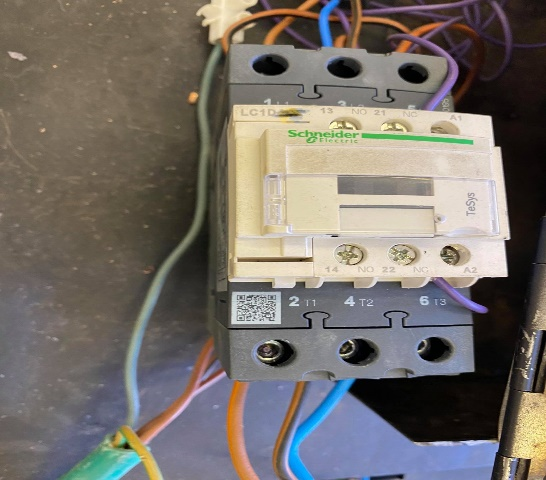 1 L1 3 5
LC1D
13 NO 21 NC A1
Schneider
Electric
TeSys
14 NO 22 NC A2
2 T1 4 T2 6 T3